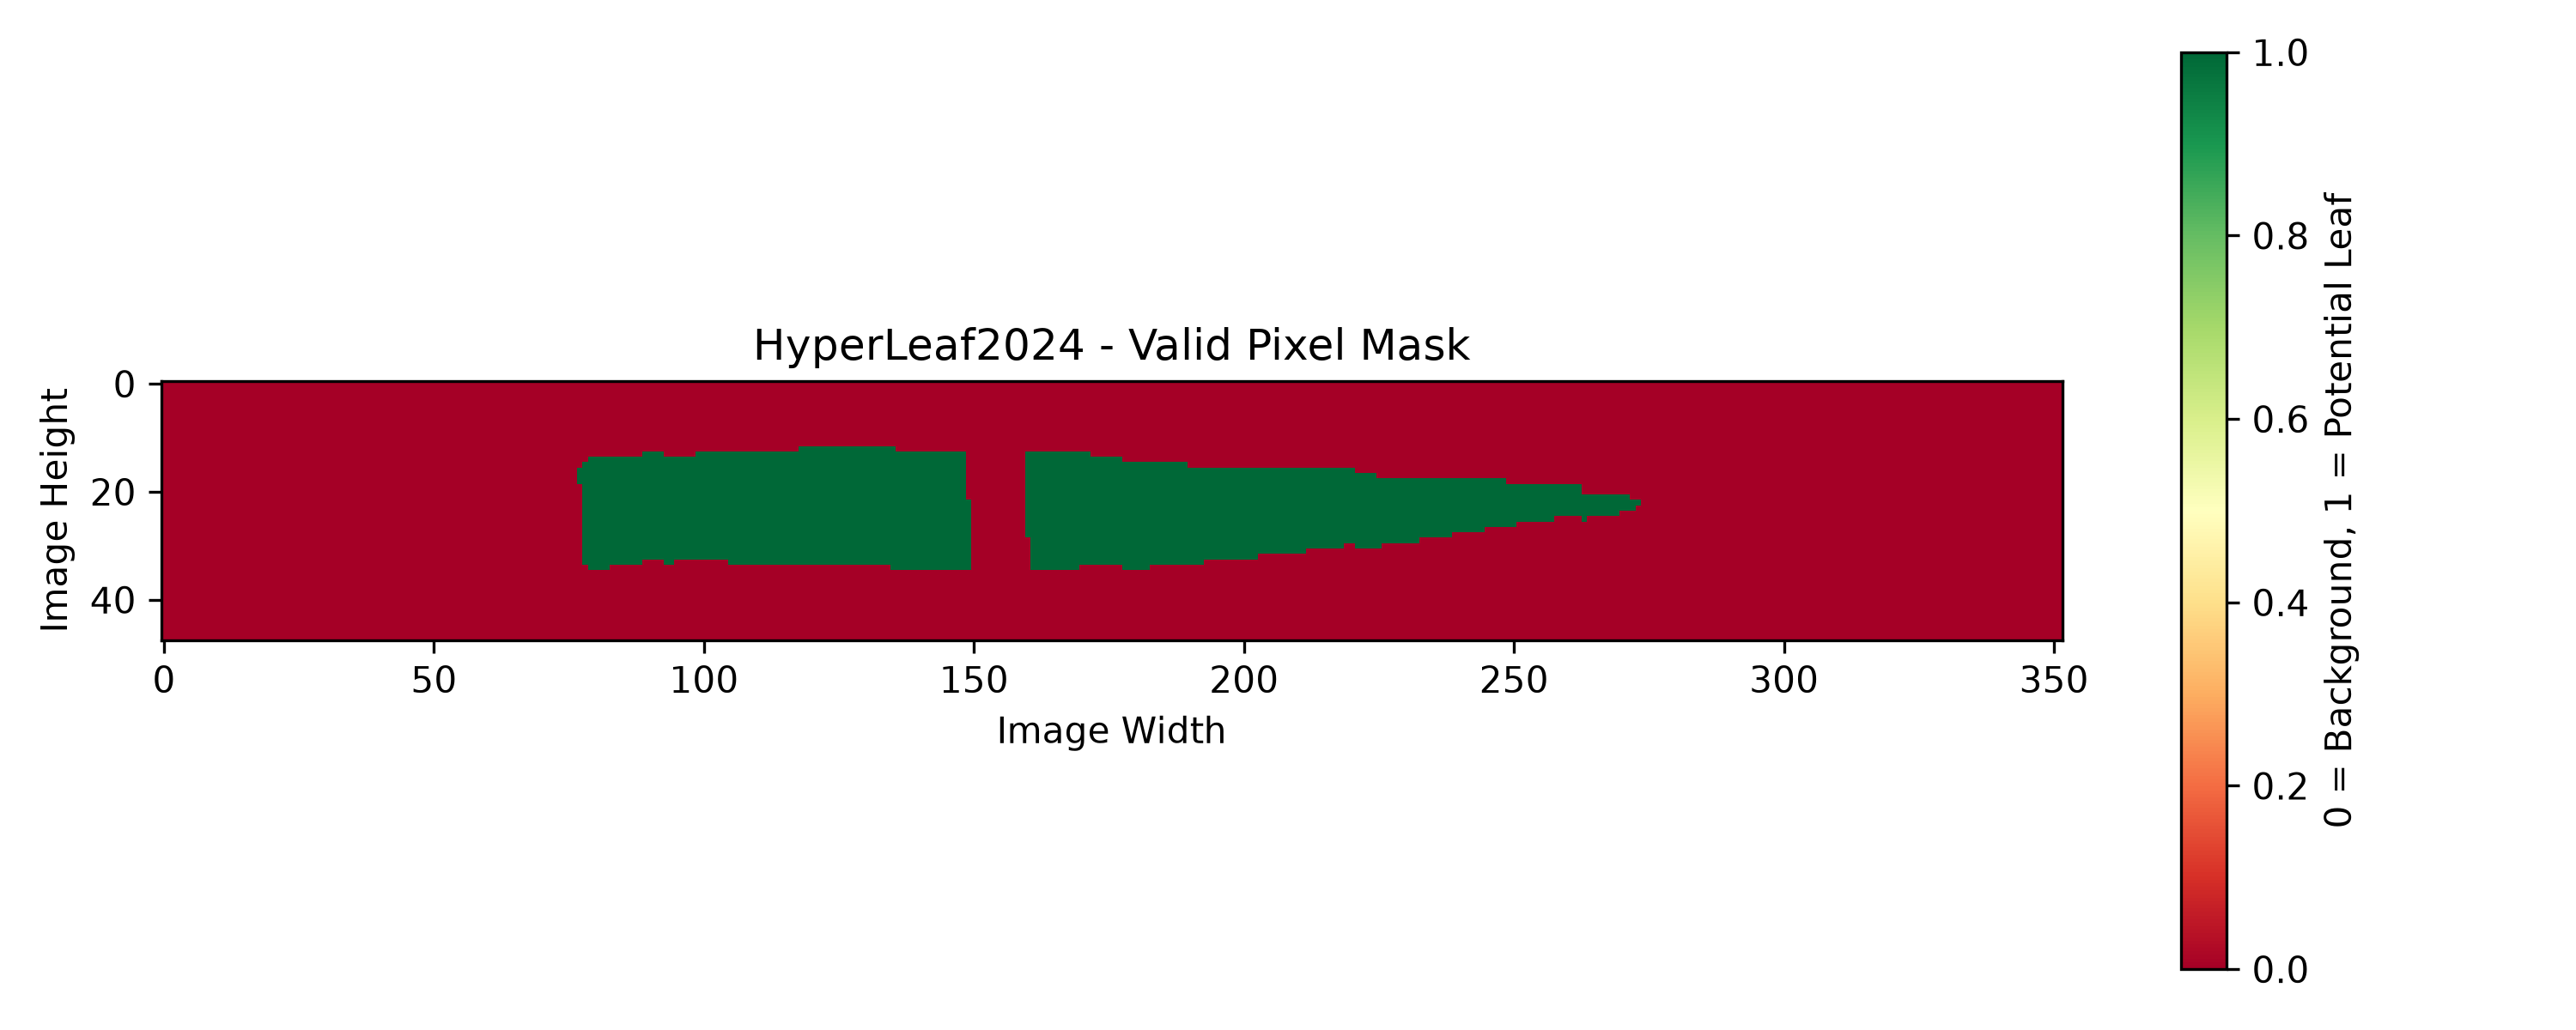 HyperLeaf2024 - Valid Pixel Mask
Image Height
0
20
40
0 50 100 150 200 250 300 350
Image Width
1.0
0.8
0.6
0.4
0.2
0.0
0 = Background, 1 = Potential Leaf